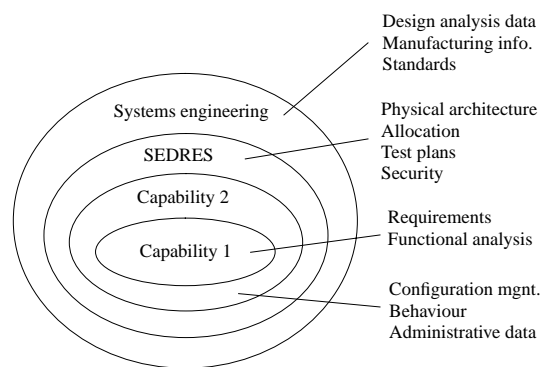 Design analysis data
Manufacturing info.
Standards
Systems engineering
Physical architecture
Allocation
Test plans
Security
SEDRES
Capability 2
Requirements
Functional analysis
Capability 1
Configuration mgnt.
Behaviour
Administrative data